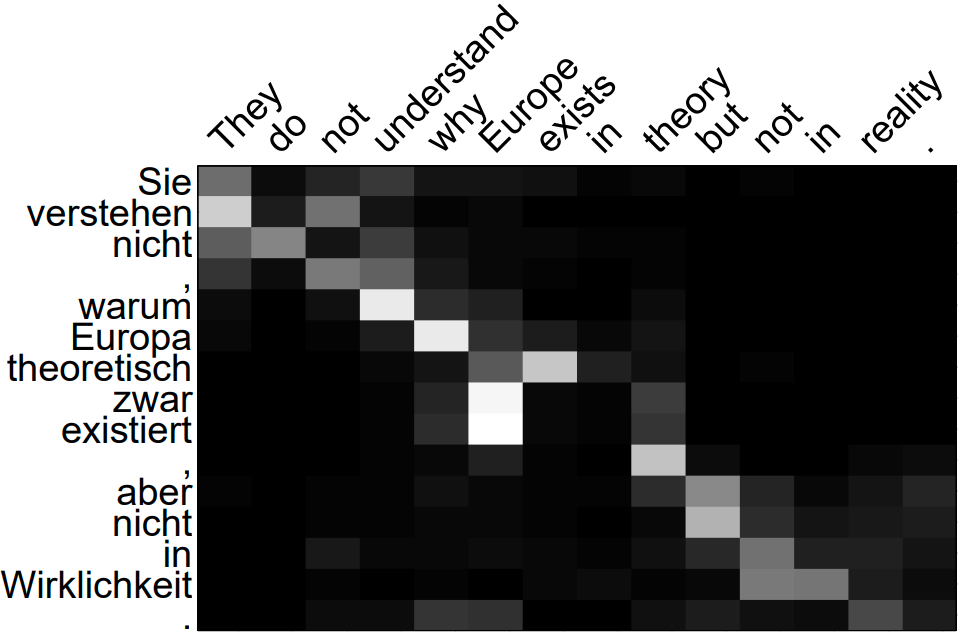 They do not understand why Europe exists in theory but not in reality .
Sie
verstehen
nicht
,
warum
Europa
theoretisch
zwar
existiert
,
aber
nicht
in
Wirklichkeit
.